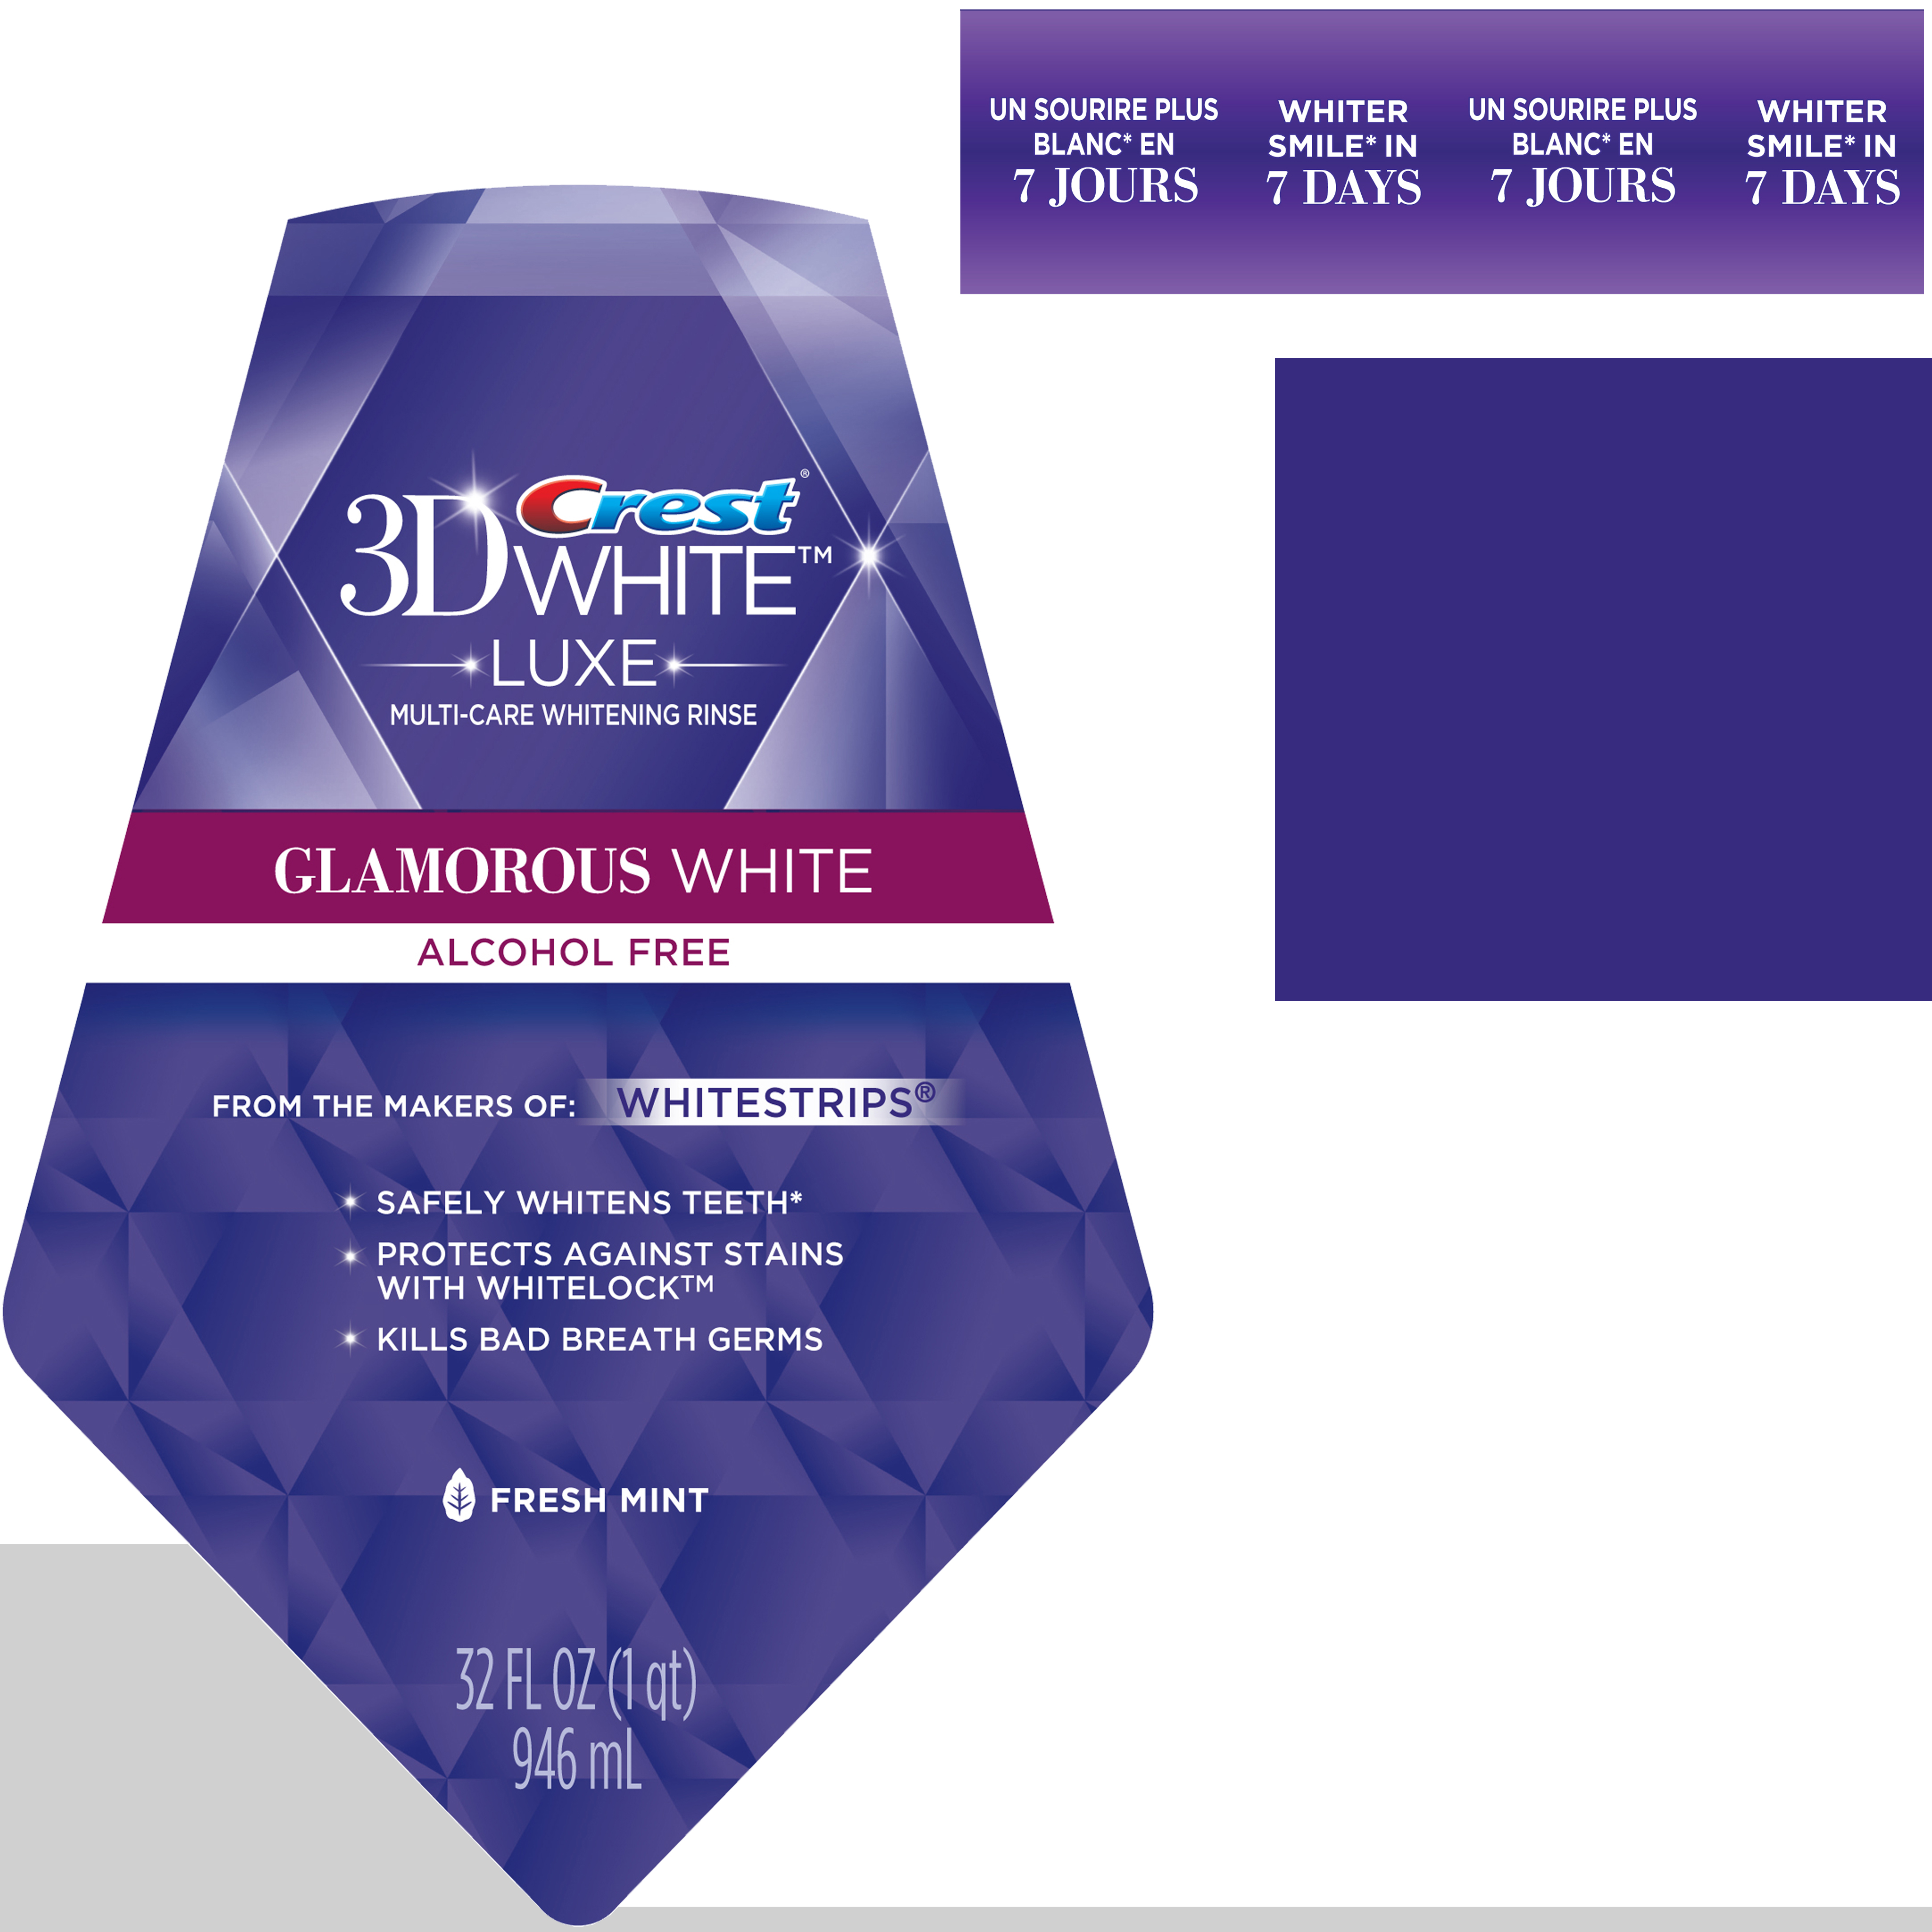 UN SOURIRE PLUS
BLANC* EN
7 JOURS
WHITER
SMILE* IN
7 DAYS
UN SOURIRE PLUS
BLANC* EN
7 JOURS
WHITER
SMILE* IN
7 DAYS
Crest®
3D WHITE™
LUXE
MULTI-CARE WHITENING RINSE
GLAMOROUS WHITE
ALCOHOL FREE
FROM THE MAKERS OF: WHITESTRIPS®
SAFELY WHITENS TEETH*
PROTECTS AGAINST STAINS
WITH WHITELOCK™
KILLS BAD BREATH GERMS
FRESH MINT
32 FL OZ (1 qt)
946 mL